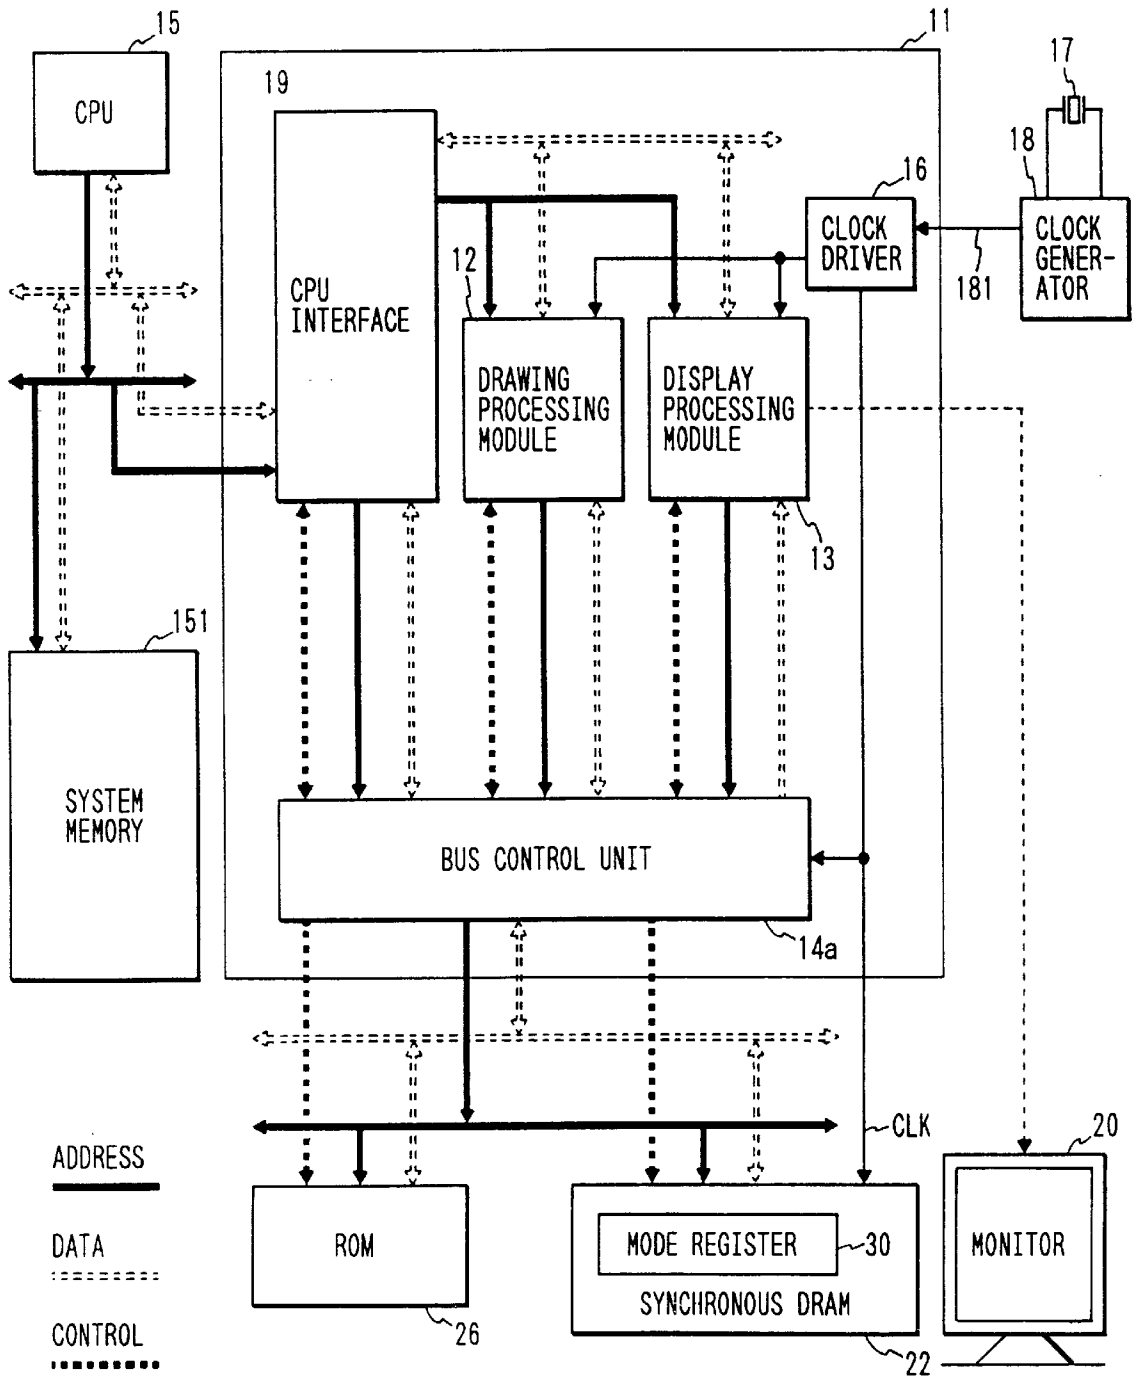 15
CPU
11
19
17
18
16
CLOCK
DRIVER
CLOCK
GENER-
ATOR
181
CPU
INTERFACE
12
DRAWING
PROCESSING
MODULE
DISPLAY
PROCESSING
MODULE
13
151
SYSTEM
MEMORY
BUS CONTROL UNIT
14a
CLK
20
ADDRESS
DATA
CONTROL
ROM
26
MODE REGISTER
30
SYNCHRONOUS DRAM
22
MONITOR